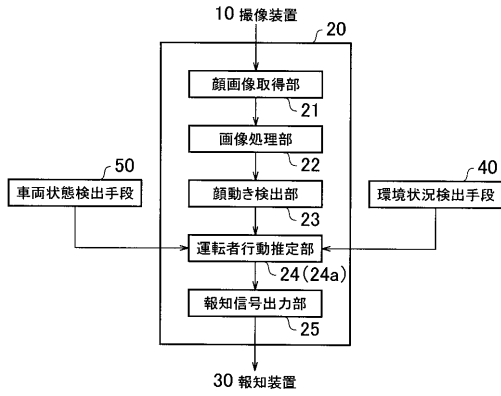 10 撮像装置
20
顔画像取得部
21
画像処理部
22
50
車両状態検出手段
顔動き検出部
23
40
環境状況検出手段
運転者行動推定部
24(24a)
報知信号出力部
25
30 報知装置